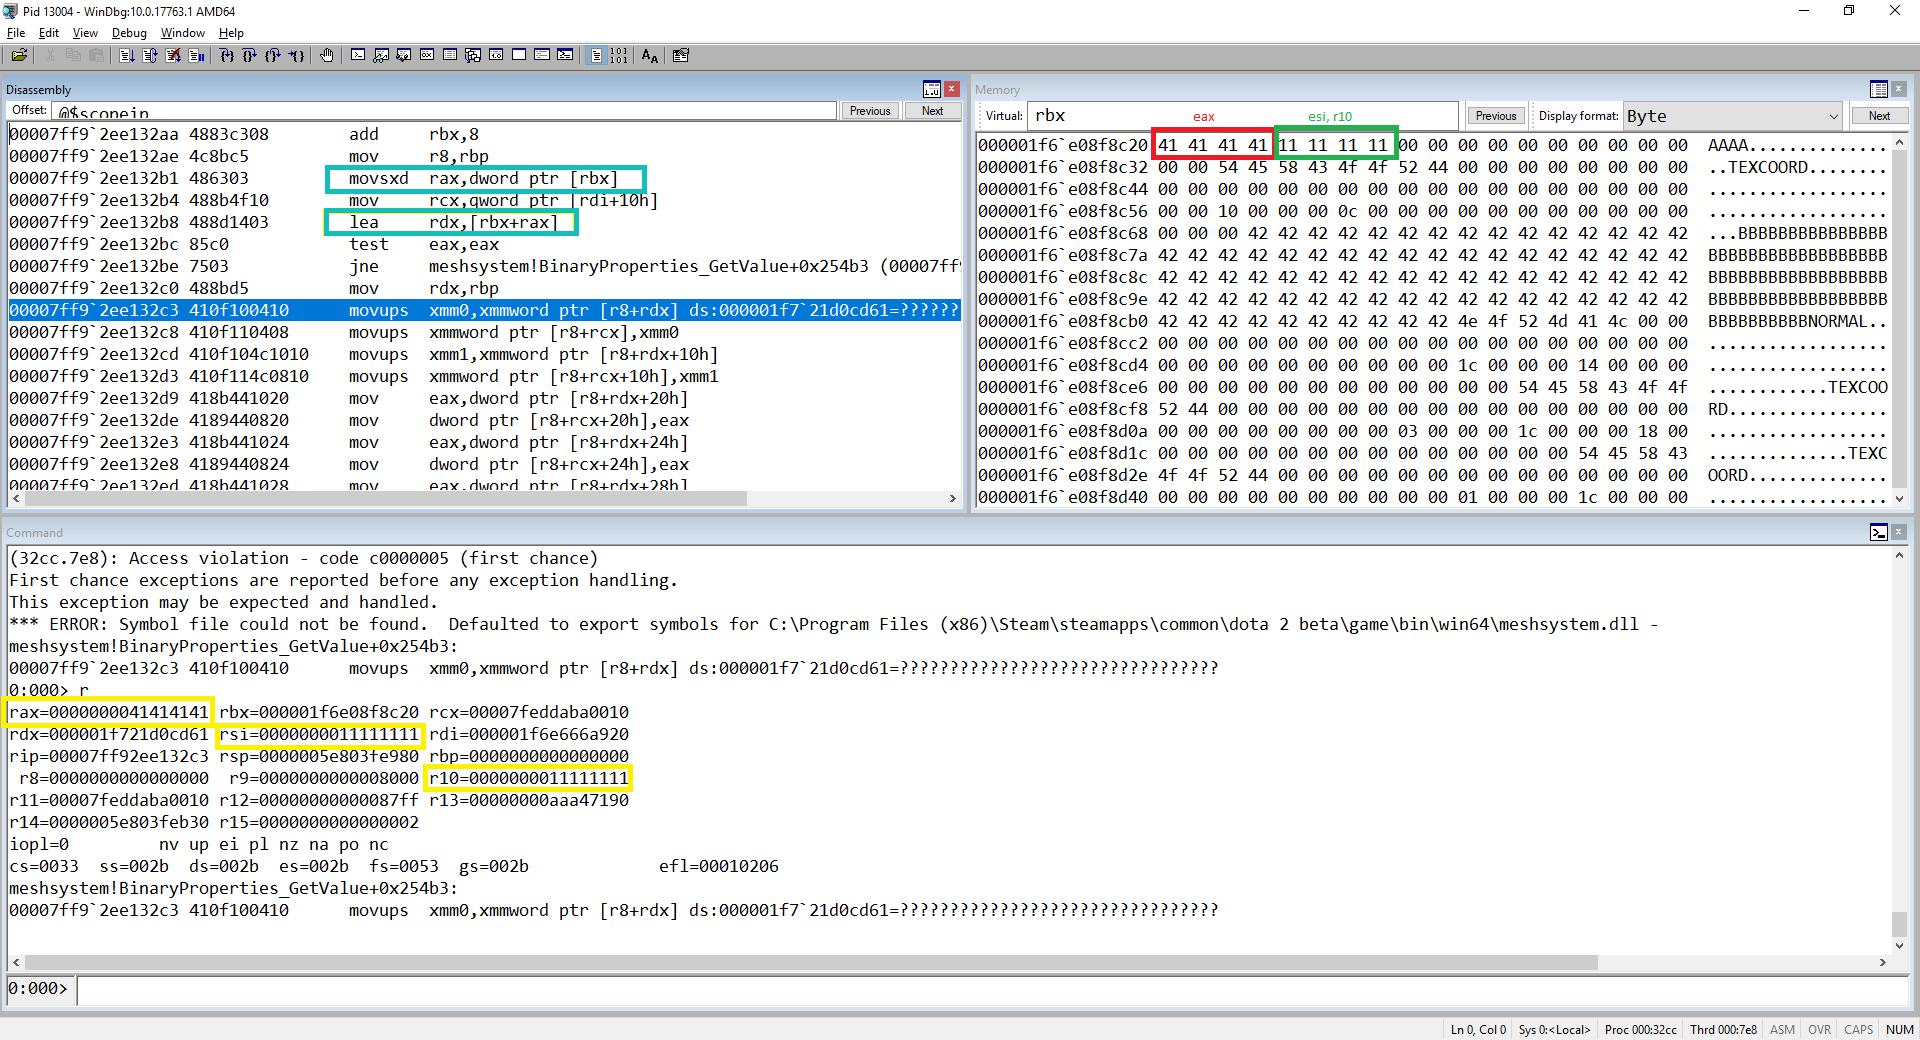 Pid 13004 - WinDbg:10.0.17763.1 AMD64
File Edit View Debug Window Help
Disassembly
Offset: @$scopeip Previous Next
00007ff9`2ee132aa 4883c308 add rbx,8
00007ff9`2ee132ae 4c8bc5 mov r8,rbp
00007ff9`2ee132b1 486303 movsxd rax,dword ptr [rbx]
00007ff9`2ee132b4 488b4f10 mov rcx,qword ptr [rdi+10h]
00007ff9`2ee132b8 488d1403 lea rdx,[rbx+rax]
00007ff9`2ee132bc 85c0 test eax,eax
00007ff9`2ee132be 7503 jne meshsystem!BinaryProperties_GetValue+0x254b3 (00007ff9`
00007ff9`2ee132c0 488bd5 mov rdx,rbp
00007ff9`2ee132c3 410f100410 movups xmm0,xmmword ptr [r8+rdx] ds:000001f7`21d0cd61=??????
00007ff9`2ee132c8 410f110408 movups xmmword ptr [r8+rcx],xmm0
00007ff9`2ee132cd 410f104c1010 movups xmm1,xmmword ptr [r8+rdx+10h]
00007ff9`2ee132d3 410f114c0810 movups xmmword ptr [r8+rcx+10h],xmm1
00007ff9`2ee132d9 418b441020 mov eax,dword ptr [r8+rdx+20h]
00007ff9`2ee132de 4189440820 mov dword ptr [r8+rcx+20h],eax
00007ff9`2ee132e3 418b441024 mov eax,dword ptr [r8+rdx+24h]
00007ff9`2ee132e8 4189440824 mov dword ptr [r8+rcx+24h],eax
00007ff9`2ee132ed 418b441028 mov eax,dword ptr [r8+rdx+28h]
Memory
Virtual: rbx Previous Display format: Byte Next
eax esi, r10
000001f6`e08f8c20 41 41 41 41 11 11 11 11 00 00 00 00 00 00 00 00 00 00 AAAA..............
000001f6`e08f8c32 00 00 54 45 58 43 4f 4f 52 44 00 00 00 00 00 00 00 00 ..TEXCOORD........
000001f6`e08f8c44 00 00 00 00 00 00 00 00 00 00 00 00 00 00 00 00 00 00 ..................
000001f6`e08f8c56 00 00 10 00 00 00 0c 00 00 00 00 00 00 00 00 00 00 00 ..................
000001f6`e08f8c68 00 00 00 42 42 42 42 42 42 42 42 42 42 42 42 42 42 42 ...BBBBBBBBBBBBBBB
000001f6`e08f8c7a 42 42 42 42 42 42 42 42 42 42 42 42 42 42 42 42 42 42 BBBBBBBBBBBBBBBBBB
000001f6`e08f8c8c 42 42 42 42 42 42 42 42 42 42 42 42 42 42 42 42 42 42 BBBBBBBBBBBBBBBBBB
000001f6`e08f8c9e 42 42 42 42 42 42 42 42 42 42 42 42 42 42 42 42 42 42 BBBBBBBBBBBBBBBBBB
000001f6`e08f8cb0 42 42 42 42 42 42 42 42 42 42 4e 4f 52 4d 41 4c 00 00 BBBBBBBBBBNORMAL..
000001f6`e08f8cc2 00 00 00 00 00 00 00 00 00 00 00 00 00 00 00 00 00 00 ..................
000001f6`e08f8cd4 00 00 00 00 00 00 00 00 00 00 1c 00 00 00 14 00 00 00 ..................
000001f6`e08f8ce6 00 00 00 00 00 00 00 00 00 00 00 00 54 45 58 43 4f 4f ............TEXCOO
000001f6`e08f8cf8 52 44 00 00 00 00 00 00 00 00 00 00 00 00 00 00 00 00 RD................
000001f6`e08f8d0a 00 00 00 00 00 00 00 00 03 00 00 00 1c 00 00 00 18 00 ..................
000001f6`e08f8d1c 00 00 00 00 00 00 00 00 00 00 00 00 00 00 54 45 58 43 ..............TEXC
000001f6`e08f8d2e 4f 4f 52 44 00 00 00 00 00 00 00 00 00 00 00 00 00 00 OORD..............
000001f6`e08f8d40 00 00 00 00 00 00 00 00 00 00 01 00 00 00 1c 00 00 00 ..................
Command
(32cc.7e8): Access violation - code c0000005 (first chance)
First chance exceptions are reported before any exception handling.
This exception may be expected and handled.
*** ERROR: Symbol file could not be found.  Defaulted to export symbols for C:\Program Files (x86)\Steam\steamapps\common\dota 2 beta\game\bin\win64\meshsystem.dll -
meshsystem!BinaryProperties_GetValue+0x254b3:
00007ff9`2ee132c3 410f100410 movups xmm0,xmmword ptr [r8+rdx] ds:000001f7`21d0cd61=????????????????????????????????
0:000> r
rax=0000000041414141 rbx=000001f6e08f8c20 rcx=00007feddaba0010
rdx=000001f721d0cd61 rsi=0000000011111111 rdi=000001f6e666a920
rip=00007ff92ee132c3 rsp=0000005e803fe980 rbp=0000000000000000
r8=0000000000000000 r9=0000000000008000 r10=0000000011111111
r11=00007feddaba0010 r12=00000000000087ff r13=00000000aaa47190
r14=0000005e803feb30 r15=0000000000000002
iopl=0 nv up ei pl nz na po nc
cs=0033 ss=002b ds=002b es=002b fs=0053 gs=002b efl=00010206
meshsystem!BinaryProperties_GetValue+0x254b3:
00007ff9`2ee132c3 410f100410 movups xmm0,xmmword ptr [r8+rdx] ds:000001f7`21d0cd61=????????????????????????????????
0:000>
Ln 0, Col 0 Sys 0:<Local> Proc 000:32cc Thrd 000:7e8 ASM OVR CAPS NUM